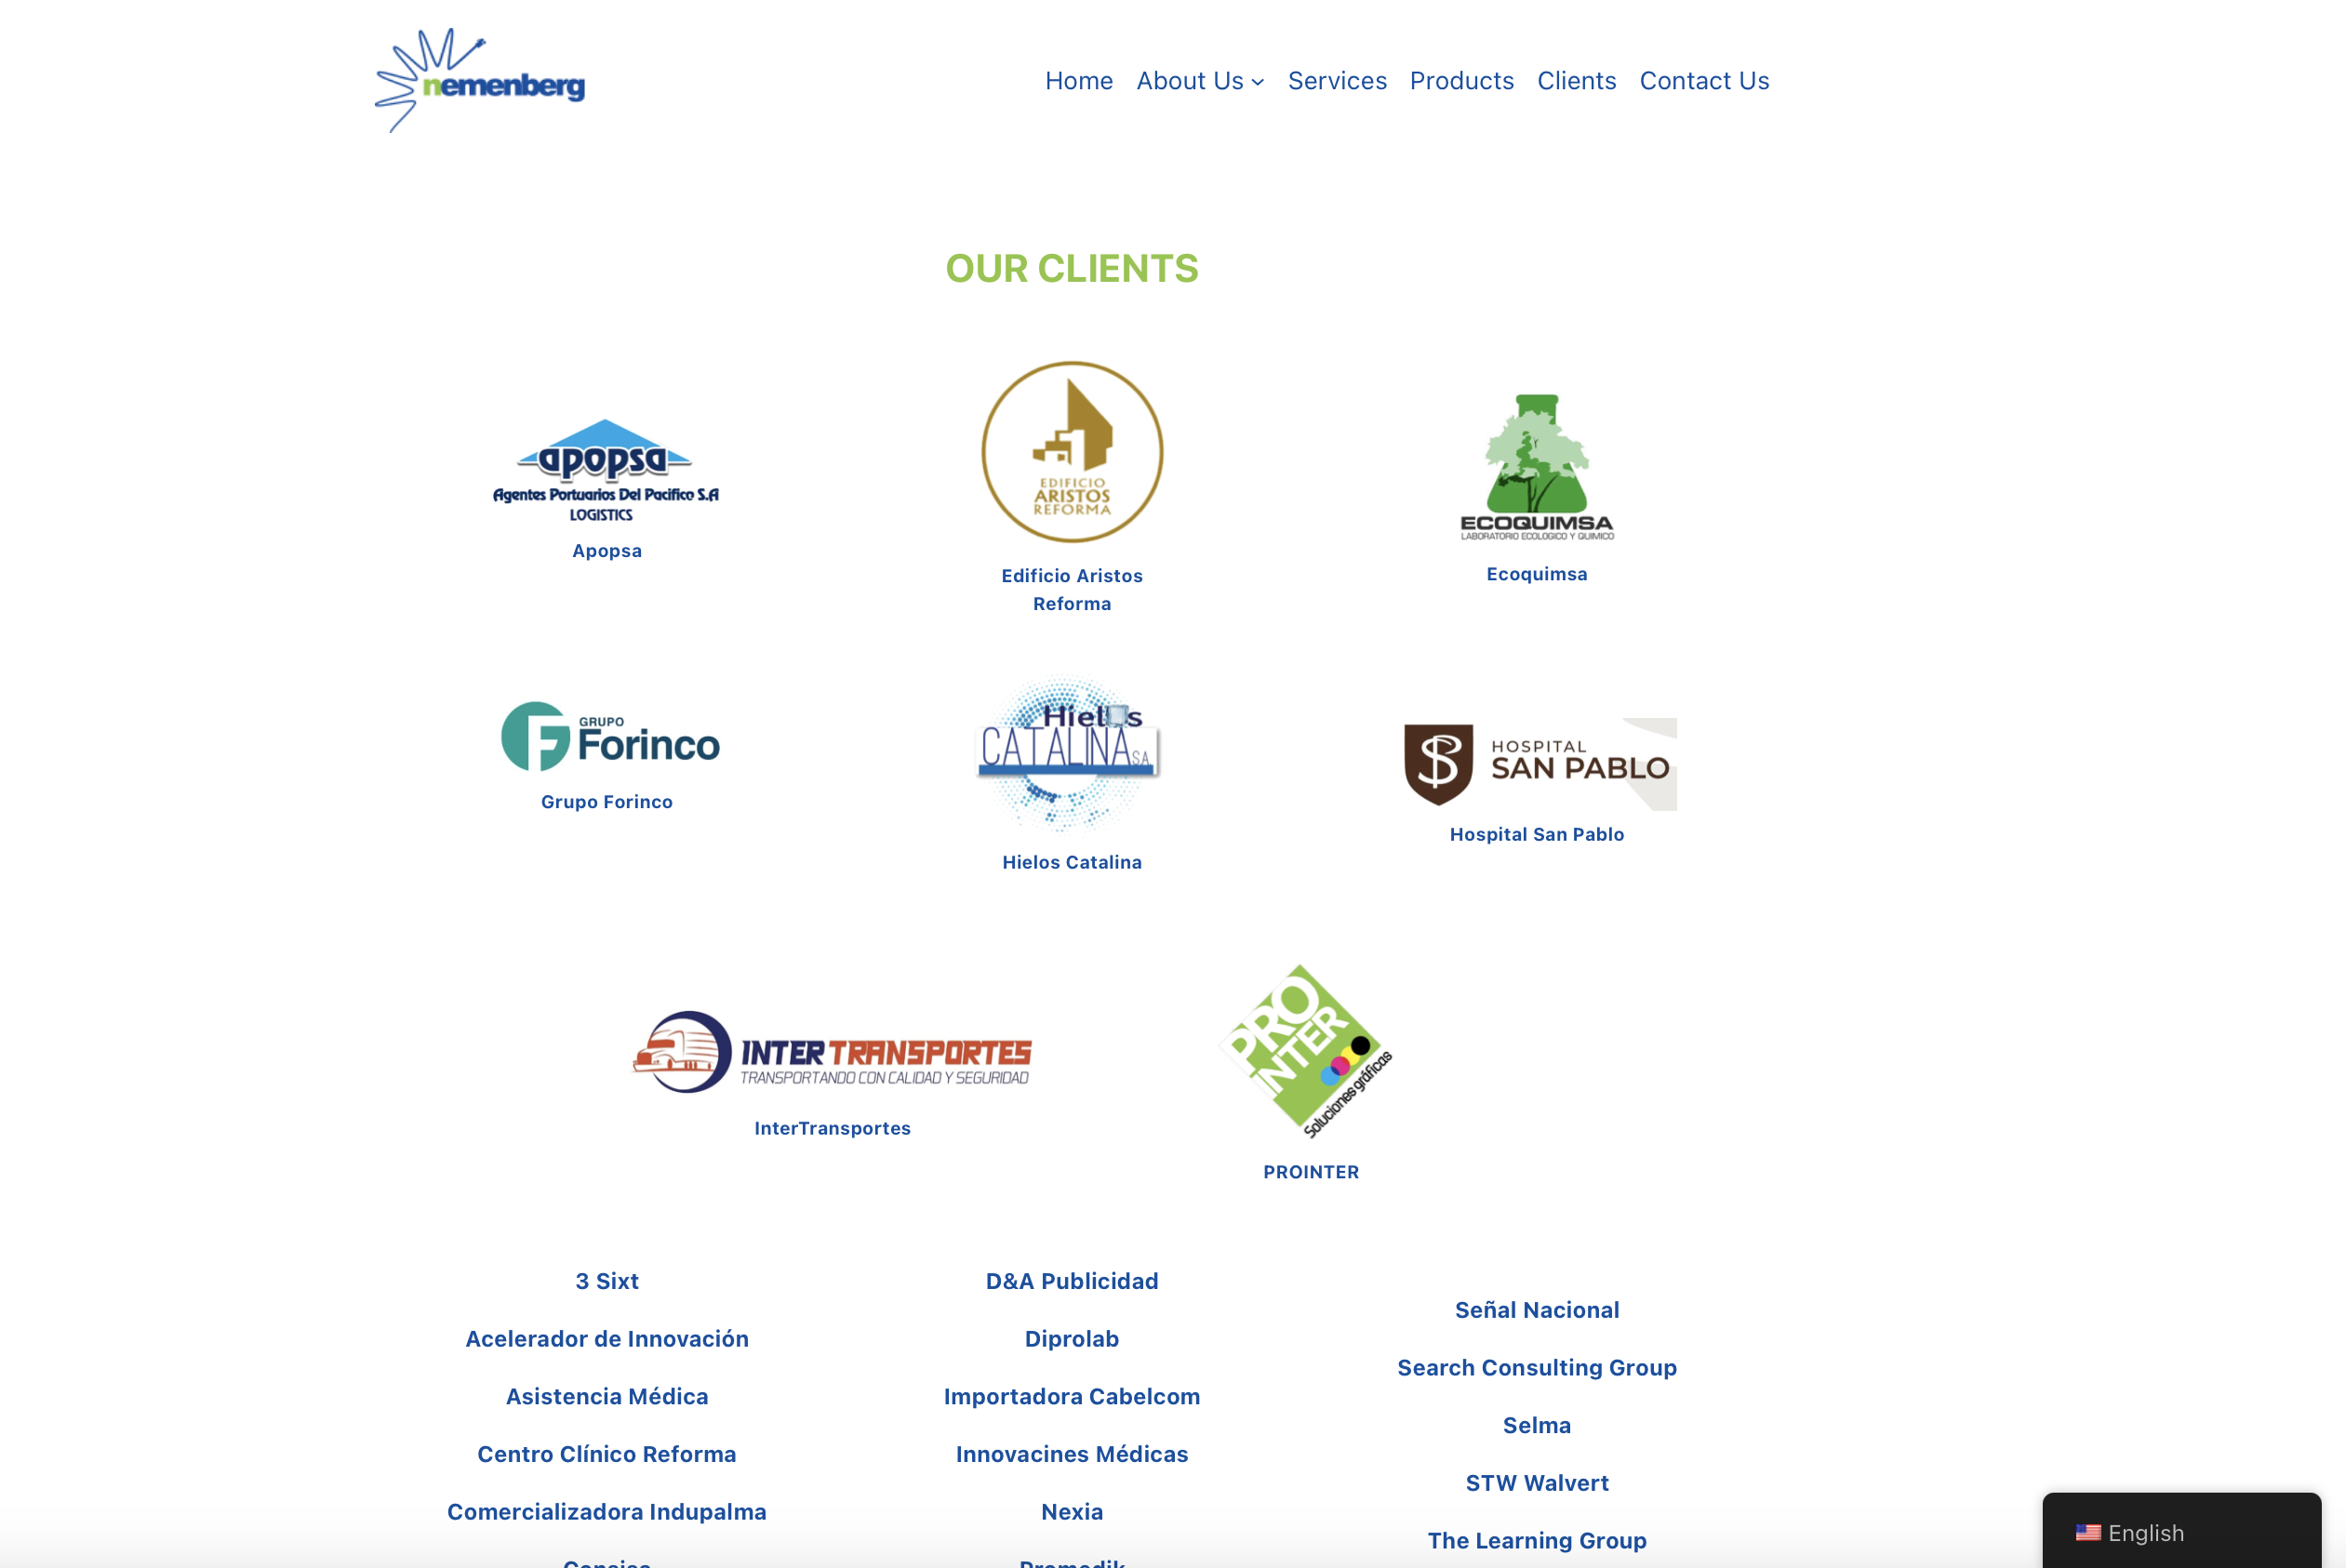 nemenberg
Home About Us Services Products Clients Contact Us
OUR CLIENTS
apopsa
Agentes Portuarios Del Pacifico S.A
LOGISTICS
Apopsa
EDIFICIO
ARISTOS
REFORMA
Edificio Aristos
Reforma
ECOQUIMSA
LABORATORIO ECOLOGICO Y QUIMICO
Ecoquimsa
GRUPO
Forinco
Grupo Forinco
Hielos
CATALINA SA
Hielos Catalina
HOSPITAL
SAN PABLO
Hospital San Pablo
INTER TRANSPORTES
TRANSPORTANDO CON CALIDAD Y SEGURIDAD
InterTransportes
PRO
INTER
Soluciones gráficas
PROINTER
3 Sixt
Acelerador de Innovación
Asistencia Médica
Centro Clínico Reforma
Comercializadora Indupalma
D&A Publicidad
Diprolab
Importadora Cabelcom
Innovacines Médicas
Nexia
Promedik
Señal Nacional
Search Consulting Group
Selma
STW Walvert
The Learning Group
English